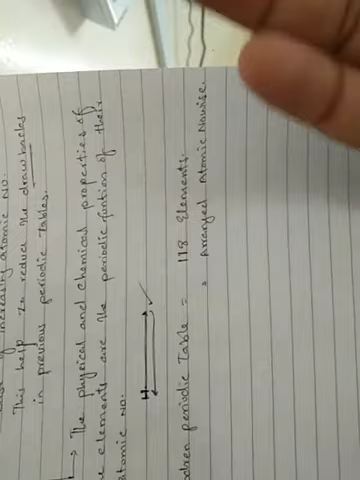 increasing atomic no.
This help to reduce the drawbacks
in previous periodic tables.
→ The physical and chemical properties of
elements are the periodic funtion of their
atomic no.
periodic Table = 118 Elements.
= Arranged Atomic Nowise.